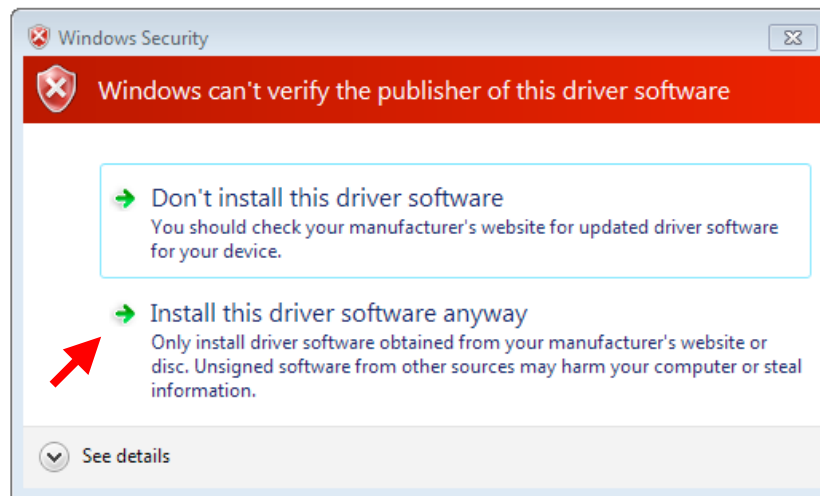 Windows Security
Windows can't verify the publisher of this driver software
Don't install this driver software
You should check your manufacturer's website for updated driver software
for your device.
Install this driver software anyway
Only install driver software obtained from your manufacturer's website or
disc. Unsigned software from other sources may harm your computer or steal
information.
See details